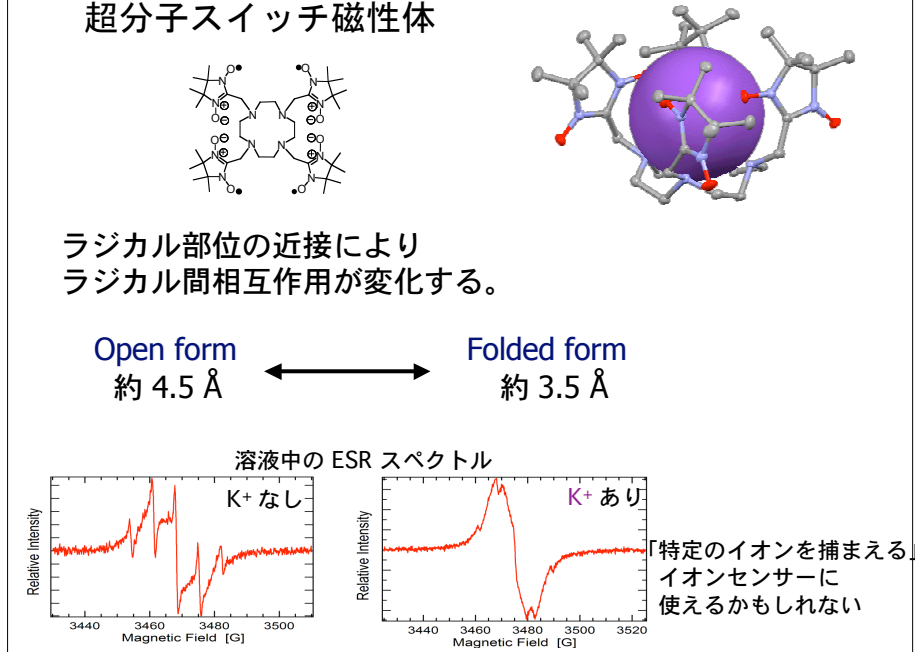 超分子スイッチ磁性体
ラジカル部位の近接により
ラジカル間相互作用が変化する。
Open form
約 4.5 Å
Folded form
約 3.5 Å
溶液中の ESR スペクトル
K⁺ なし
Relative Intensity
3440 3460 3480 3500
Magnetic Field [G]
K⁺ あり
Relative Intensity
3440 3460 3480 3500 3520
Magnetic Field [G]
「特定のイオンを捕まえる」
イオンセンサーに
使えるかもしれない